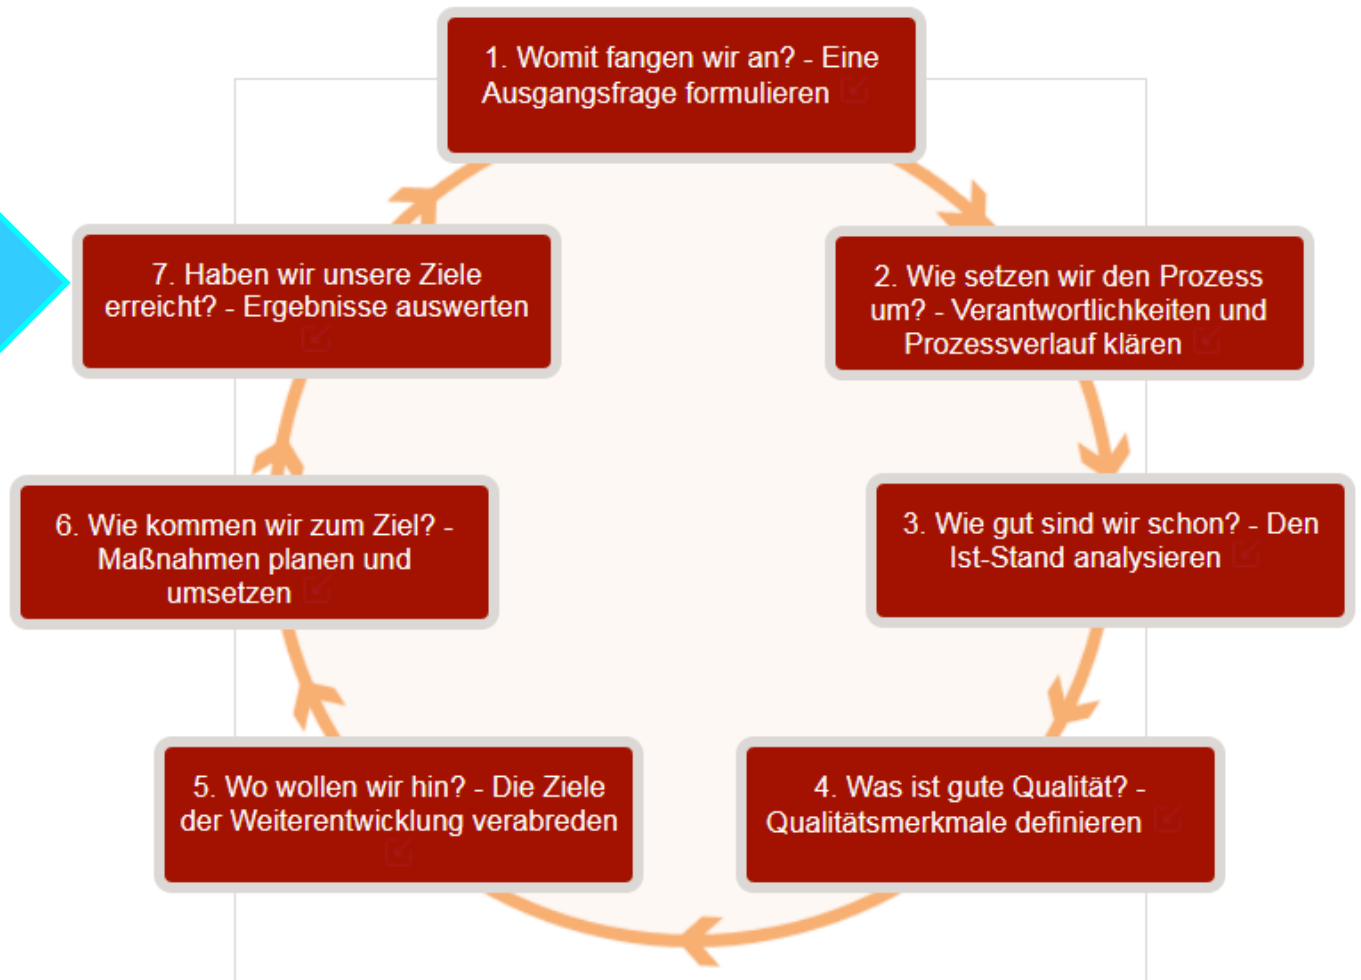 1. Womit fangen wir an? - Eine
Ausgangsfrage formulieren
2. Wie setzen wir den Prozess
um? - Verantwortlichkeiten und
Prozessverlauf klären
3. Wie gut sind wir schon? - Den
Ist-Stand analysieren
4. Was ist gute Qualität? -
Qualitätsmerkmale definieren
5. Wo wollen wir hin? - Die Ziele
der Weiterentwicklung verabreden
6. Wie kommen wir zum Ziel? -
Maßnahmen planen und
umsetzen
7. Haben wir unsere Ziele
erreicht? - Ergebnisse auswerten